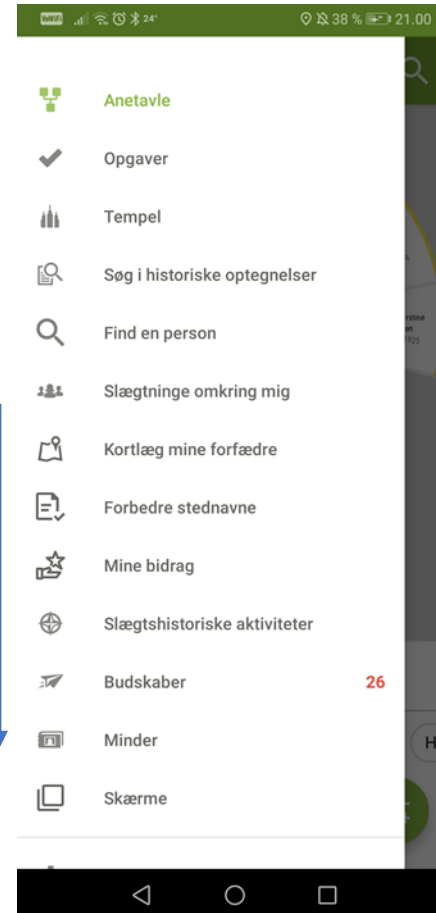 24°
38 %
21.00
Anetavle
Opgaver
Tempel
Søg i historiske optegnelser
Find en person
Slægtninge omkring mig
Kortlæg mine forfædre
Forbedre stednavne
Mine bidrag
Slægtshistoriske aktiviteter
Budskaber 26
Minder
Skærme
H